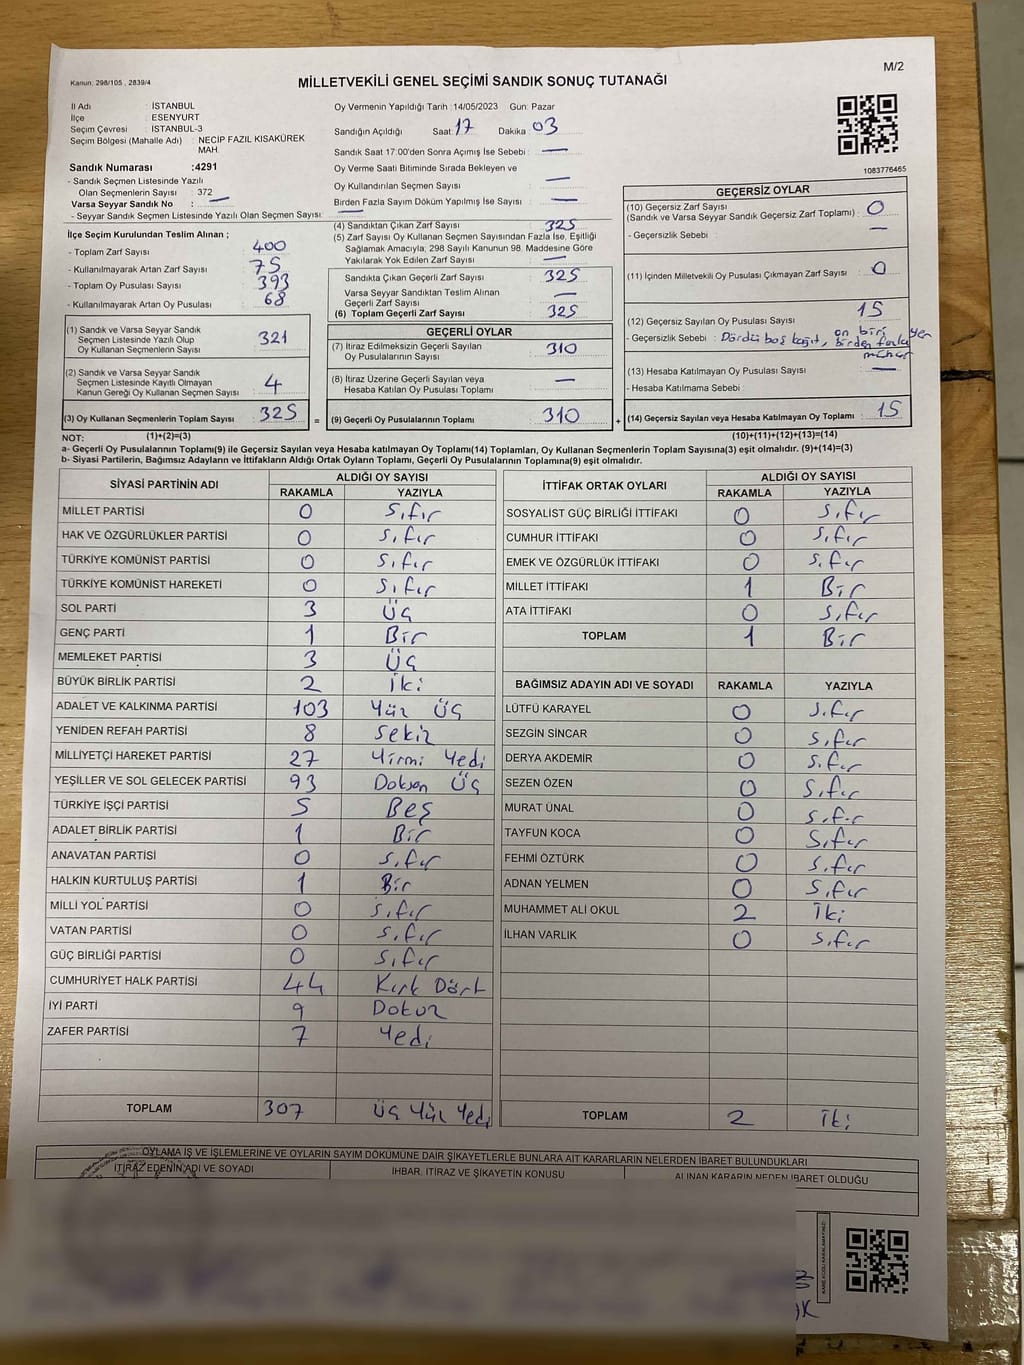 Kanun: 298/105 , 2839/4
MİLLETVEKİLİ GENEL SEÇİMİ SANDIK SONUÇ TUTANAĞI
M/2
İl Adı : İSTANBUL
İlçe : ESENYURT
Seçim Çevresi : İSTANBUL-3
Seçim Bölgesi (Mahalle Adı) : NECİP FAZIL KISAKÜREK
MAH.
Sandık Numarası :4291
- Sandık Seçmen Listesinde Yazılı
Olan Seçmenlerin Sayısı : 372
Varsa Seyyar Sandık No : —
- Seyyar Sandık Seçmen Listesinde Yazılı Olan Seçmen Sayısı : —
Oy Vermenin Yapıldığı Tarih : 14/05/2023 Gün: Pazar
Sandığın Açıldığı Saat: 17 Dakika : 03
Sandık Saat 17:00'den Sonra Açımış İse Sebebi : —
Oy Verme Saati Bitiminde Sırada Bekleyen ve
Oy Kullandırılan Seçmen Sayısı : —
Birden Fazla Sayım Döküm Yapılmış İse Sayısı : —
1083776465
İlçe Seçim Kurulundan Teslim Alınan ;
- Toplam Zarf Sayısı : 400
- Kullanılmayarak Artan Zarf Sayısı : 75
- Toplam Oy Pusulası Sayısı : 393
- Kullanılmayarak Artan Oy Pusulası : 68
(4) Sandıktan Çıkan Zarf Sayısı : 325
(5) Zarf Sayısı Oy Kullanan Seçmen Sayısından Fazla İse, Eşitliği
Sağlamak Amacıyla; 298 Sayılı Kanunun 98. Maddesine Göre
Yakılarak Yok Edilen Zarf Sayısı : —
Sandıkta Çıkan Geçerli Zarf Sayısı : 325
Varsa Seyyar Sandıktan Teslim Alınan
Geçerli Zarf Sayısı : —
(6) Toplam Geçerli Zarf Sayısı : 325
GEÇERSİZ OYLAR
(10) Geçersiz Zarf Sayısı
(Sandık ve Varsa Seyyar Sandık Geçersiz Zarf Toplamı) : 0
- Geçersizlik Sebebi : —
(11) İçinden Milletvekili Oy Pusulası Çıkmayan Zarf Sayısı : 0
(12) Geçersiz Sayılan Oy Pusulası Sayısı : 15
- Geçersizlik Sebebi : Dördü boş kağıt, on biri birden fazla yere mühür
(13) Hesaba Katılmayan Oy Pusulası Sayısı : —
- Hesaba Katılmama Sebebi :
(1) Sandık ve Varsa Seyyar Sandık
Seçmen Listesinde Yazılı Olup
Oy Kullanan Seçmenlerin Sayısı : 321
(2) Sandık ve Varsa Seyyar Sandık
Seçmen Listesinde Kayıtlı Olmayan
Kanun Gereği Oy Kullanan Seçmen Sayısı : 4
(3) Oy Kullanan Seçmenlerin Toplam Sayısı : 325
GEÇERLİ OYLAR
(7) İtiraz Edilmeksizin Geçerli Sayılan
Oy Pusulalarının Sayısı : 310
(8) İtiraz Üzerine Geçerli Sayılan veya
Hesaba Katılan Oy Pusulası Toplamı : —
= (9) Geçerli Oy Pusulalarının Toplamı : 310
+ (14) Geçersiz Sayılan veya Hesaba Katılmayan Oy Toplamı : 15
NOT: (1)+(2)=(3)
(10)+(11)+(12)+(13)=(14)
a- Geçerli Oy Pusulalarının Toplamı(9) ile Geçersiz Sayılan veya Hesaba katılmayan Oy Toplamı(14) Toplamları, Oy Kullanan Seçmenlerin Toplam Sayısına(3) eşit olmalıdır. (9)+(14)=(3)
b- Siyasi Partilerin, Bağımsız Adayların ve İttifakların Aldığı Ortak Oyların Toplamı, Geçerli Oy Pusulalarının Toplamına(9) eşit olmalıdır.
SİYASİ PARTİNİN ADI ALDIĞI OY SAYISI
RAKAMLA YAZIYLA
MİLLET PARTİSİ 0 Sıfır
HAK VE ÖZGÜRLÜKLER PARTİSİ 0 Sıfır
TÜRKİYE KOMÜNİST PARTİSİ 0 Sıfır
TÜRKİYE KOMÜNİST HAREKETİ 0 Sıfır
SOL PARTİ 3 Üç
GENÇ PARTİ 1 Bir
MEMLEKET PARTİSİ 3 Üç
BÜYÜK BİRLİK PARTİSİ 2 İki
ADALET VE KALKINMA PARTİSİ 103 Yüz Üç
YENİDEN REFAH PARTİSİ 8 Sekiz
MİLLİYETÇİ HAREKET PARTİSİ 27 Yirmi Yedi
YEŞİLLER VE SOL GELECEK PARTİSİ 93 Doksan Üç
TÜRKİYE İŞÇİ PARTİSİ 5 Beş
ADALET BİRLİK PARTİSİ 1 Bir
ANAVATAN PARTİSİ 0 Sıfır
HALKIN KURTULUŞ PARTİSİ 1 Bir
MİLLİ YOL PARTİSİ 0 Sıfır
VATAN PARTİSİ 0 Sıfır
GÜÇ BİRLİĞİ PARTİSİ 0 Sıfır
CUMHURİYET HALK PARTİSİ 44 Kırk Dört
İYİ PARTİ 9 Dokuz
ZAFER PARTİSİ 7 Yedi
TOPLAM 307 Üç Yüz Yedi
İTTİFAK ORTAK OYLARI ALDIĞI OY SAYISI
RAKAMLA YAZIYLA
SOSYALİST GÜÇ BİRLİĞİ İTTİFAKI 0 Sıfır
CUMHUR İTTİFAKI 0 Sıfır
EMEK VE ÖZGÜRLÜK İTTİFAKI 0 Sıfır
MİLLET İTTİFAKI 1 Bir
ATA İTTİFAKI 0 Sıfır
TOPLAM 1 Bir
BAĞIMSIZ ADAYIN ADI VE SOYADI RAKAMLA YAZIYLA
LÜTFÜ KARAYEL 0 Sıfır
SEZGİN SİNCAR 0 Sıfır
DERYA AKDEMİR 0 Sıfır
SEZEN ÖZEN 0 Sıfır
MURAT ÜNAL 0 Sıfır
TAYFUN KOCA 0 Sıfır
FEHMİ ÖZTÜRK 0 Sıfır
ADNAN YELMEN 0 Sıfır
MUHAMMET ALİ OKUL 2 İki
İLHAN VARLIK 0 Sıfır
TOPLAM 2 İki
OYLAMA İŞ VE İŞLEMLERİNE VE OYLARIN SAYIM DÖKÜMÜNE DAİR ŞİKAYETLERLE BUNLARA AİT KARARLARIN NELERDEN İBARET BULUNDUKLARI
İTİRAZ EDENİN ADI VE SOYADI İHBAR, İTİRAZ VE ŞİKAYETİN KONUSU ALINAN KARARIN NEDEN İBARET OLDUĞU